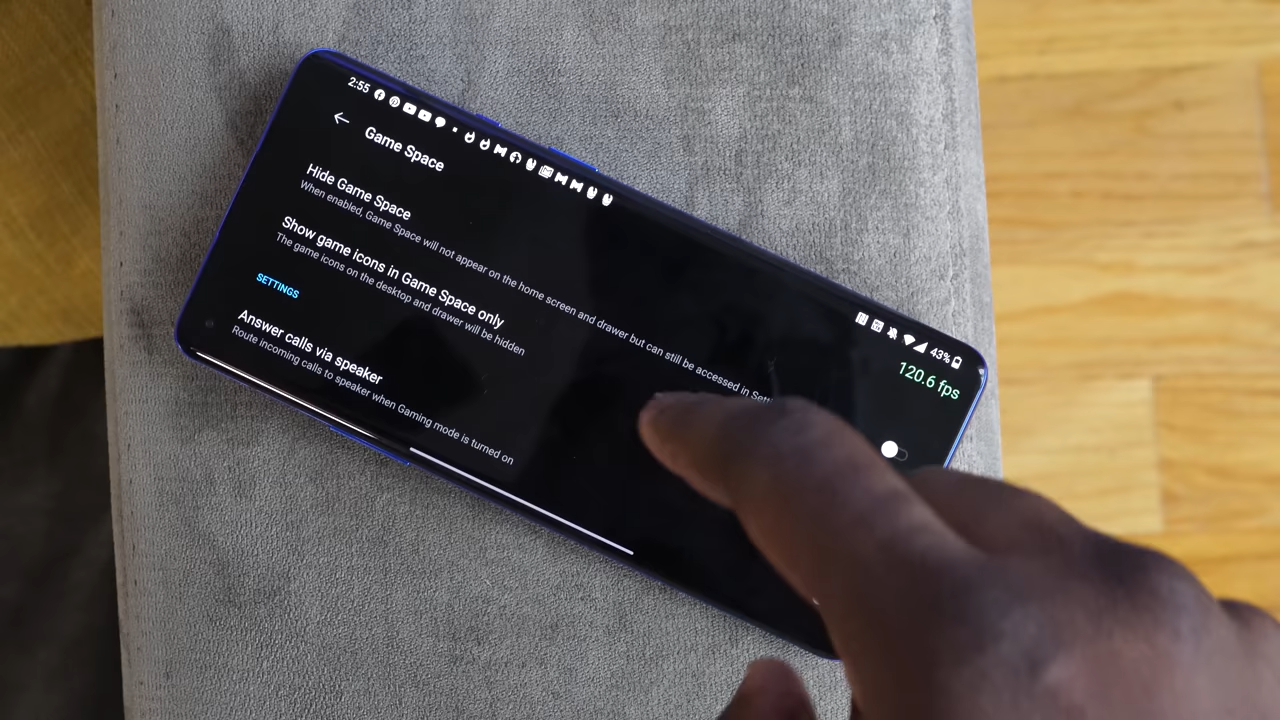 2:55
43%
120.6 fps
Game Space
Hide Game Space
When enabled, Game Space will not appear on the home screen and drawer but can still be accessed in
Show game icons in Game Space only
The game icons on the desktop and drawer will be hidden
SETTINGS
Answer calls via speaker
Route incoming calls to speaker when Gaming mode is turned on